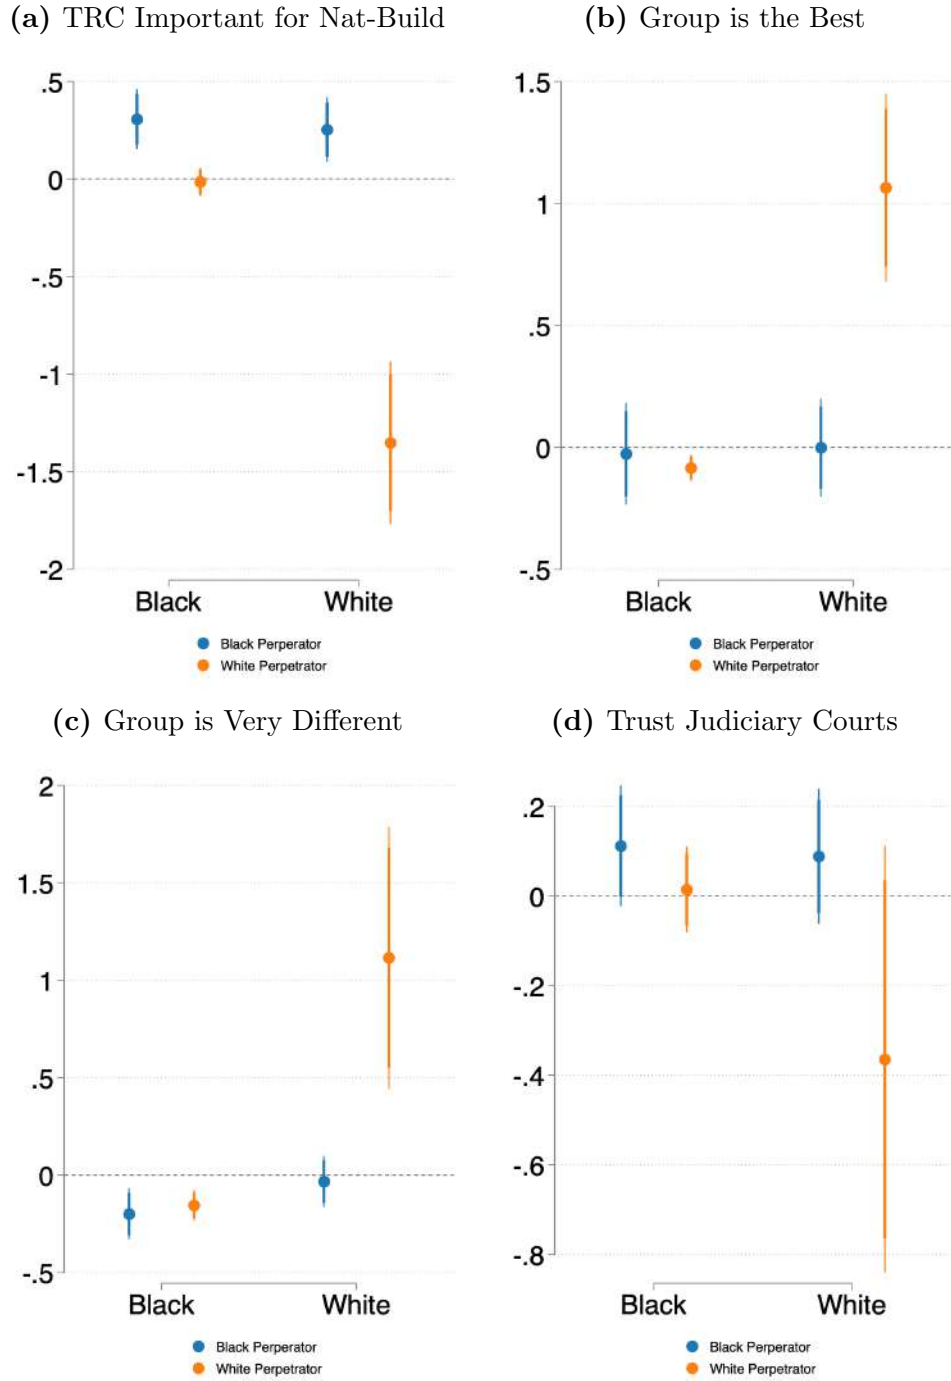 (a) TRC Important for Nat-Build
.5
0
-.5
-1
-1.5
-2
Black White
Black Perperator
White Perpetrator
(b) Group is the Best
1.5
1
.5
0
-.5
Black White
Black Perperator
White Perpetrator
(c) Group is Very Different
2
1.5
1
.5
0
-.5
Black White
Black Perperator
White Perpetrator
(d) Trust Judiciary Courts
.2
0
-.2
-.4
-.6
-.8
Black White
Black Perperator
White Perpetrator